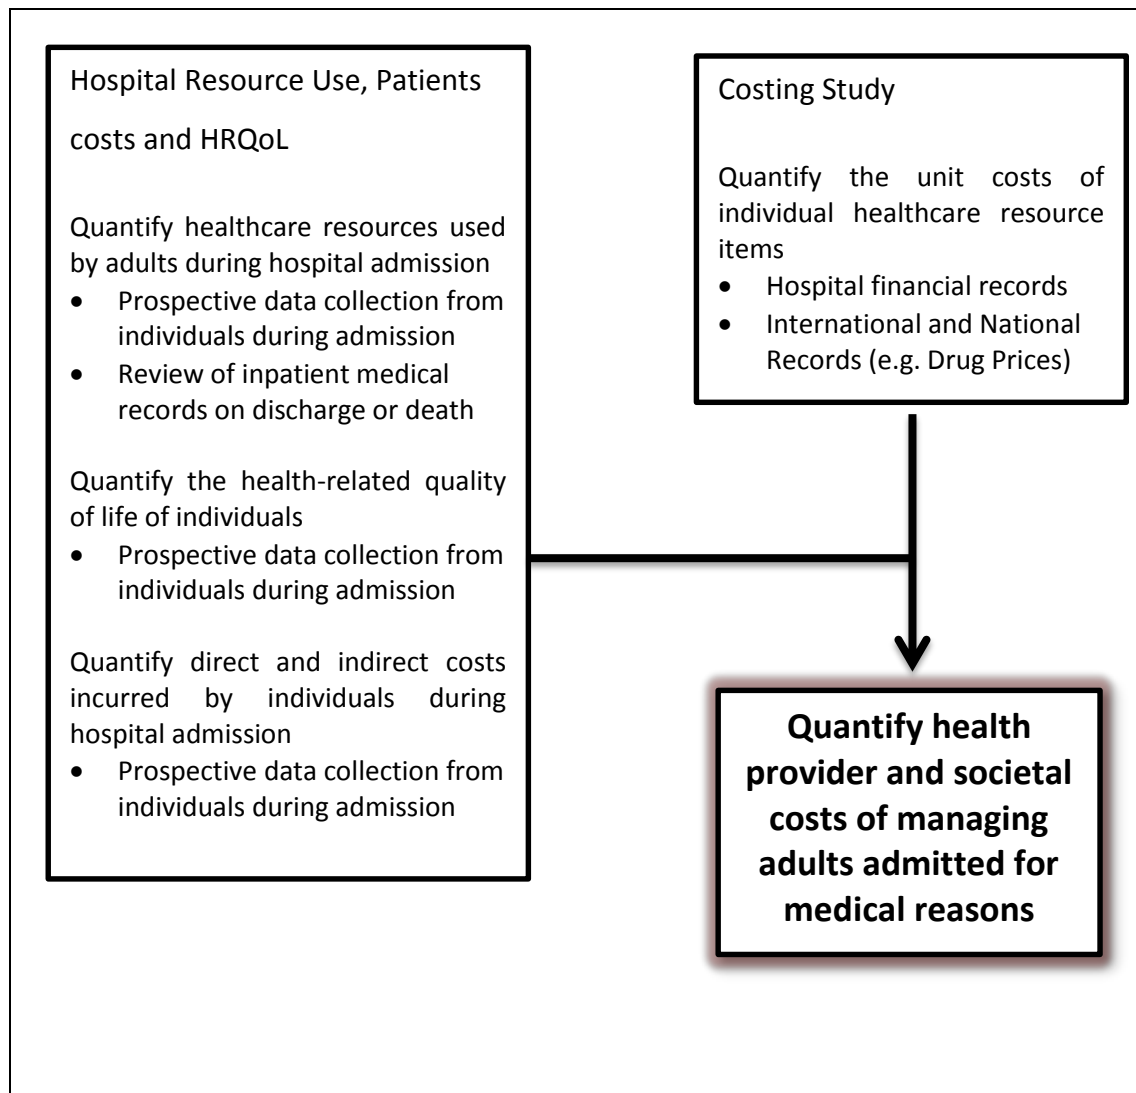 Hospital Resource Use, Patients
costs and HRQoL
Quantify healthcare resources used
by adults during hospital admission
• Prospective data collection from
individuals during admission
• Review of inpatient medical
records on discharge or death
Quantify the health-related quality
of life of individuals
• Prospective data collection from
individuals during admission
Quantify direct and indirect costs
incurred by individuals during
hospital admission
• Prospective data collection from
individuals during admission
Costing Study
Quantify the unit costs of
individual healthcare resource
items
• Hospital financial records
• International and National
Records (e.g. Drug Prices)
Quantify health
provider and societal
costs of managing
adults admitted for
medical reasons